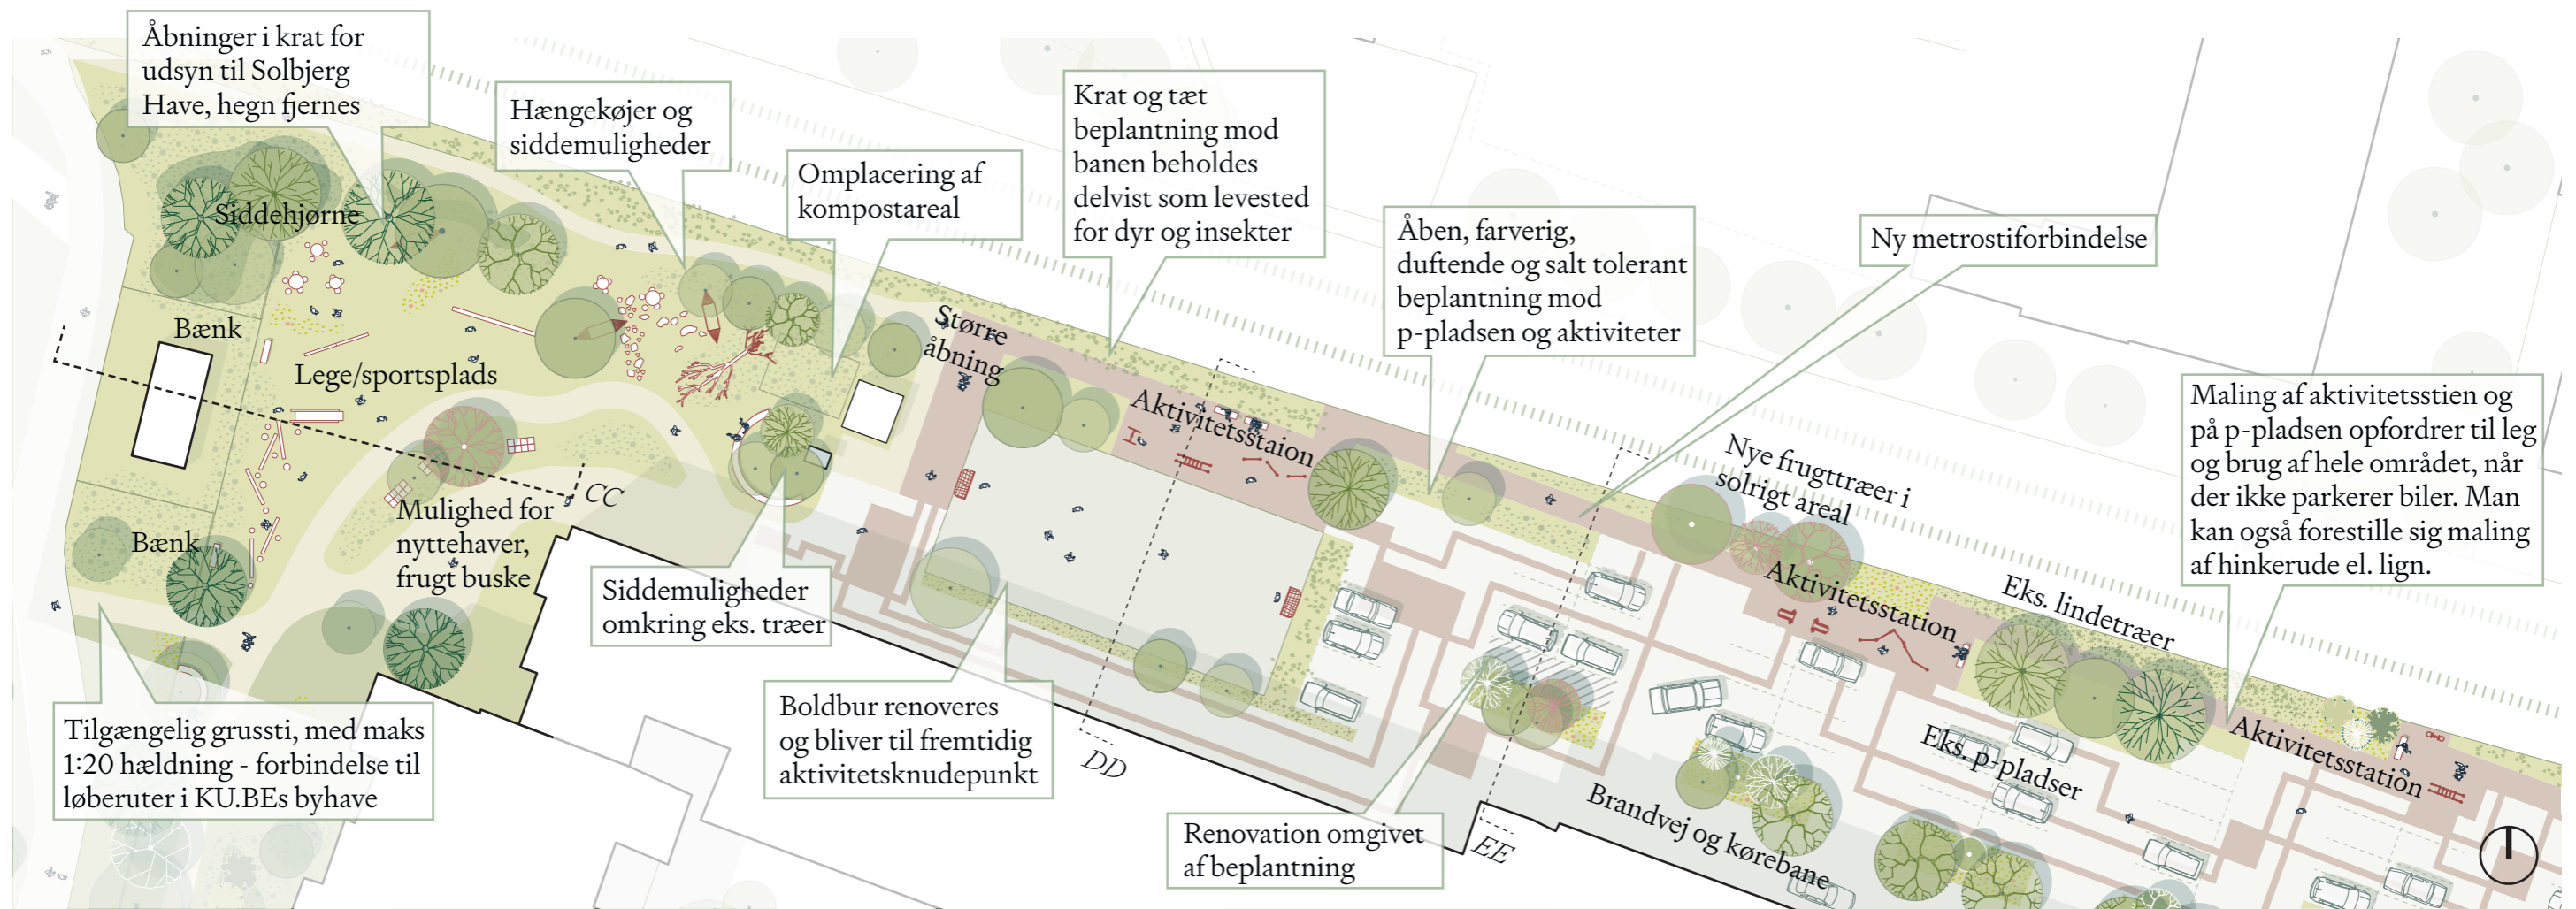 Åbninger i krat for
udsyn til Solbjerg
Have, hegn fjernes
Hængekøjer og
siddemuligheder
Omplacering af
kompostareal
Krat og tæt
beplantning mod
banen beholdes
delvist som levested
for dyr og insekter
Åben, farverig,
duftende og salt tolerant
beplantning mod
p-pladsen og aktiviteter
Ny metrostiforbindelse
Maling af aktivitetsstien og
på p-pladsen opfordrer til leg
og brug af hele området, når
der ikke parkerer biler. Man
kan også forestille sig maling
af hinkerude el. lign.
Siddehjørne
Bænk
Lege/sportsplads
Bænk
Mulighed for
nyttehaver,
frugt buske
CC
Større
åbning
Aktivitetsstaion
Nye frugttræer i
solrigt areal
Aktivitetsstation
Eks. lindetræer
Eks. p-pladser
Aktivitetsstation
Brandvej og kørebane
Siddemuligheder
omkring eks. træer
Tilgængelig grussti, med maks
1:20 hældning - forbindelse til
løberuter i KU.BEs byhave
Boldbur renoveres
og bliver til fremtidig
aktivitetsknudepunkt
DD
Renovation omgivet
af beplantning
EE